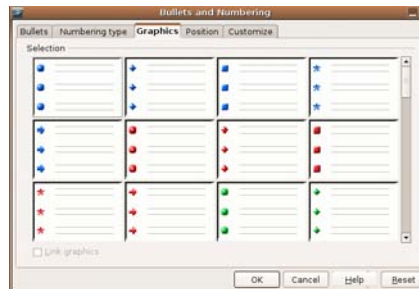 Bullets and Numbering
Bullets Numbering type Graphics Position Customize
Selection
Link graphics
OK Cancel Help Reset